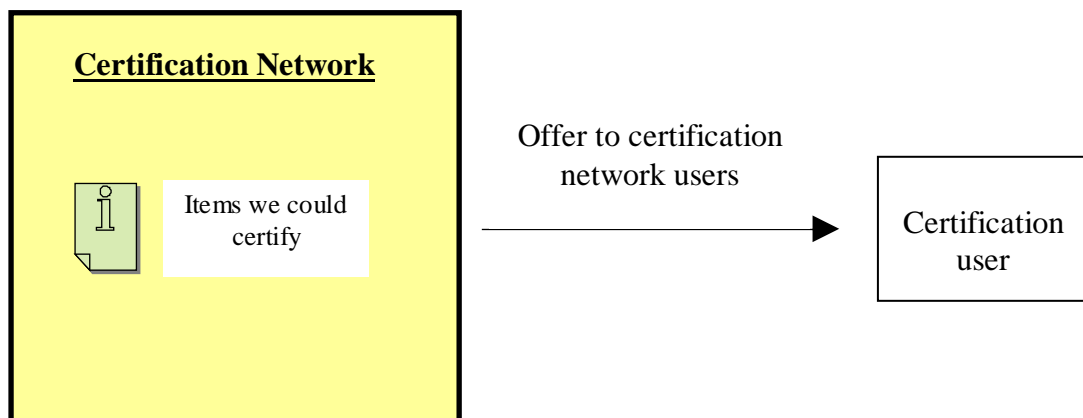 Certification Network
Offer to certification
network users
i
Items we could
certify
Certification
user